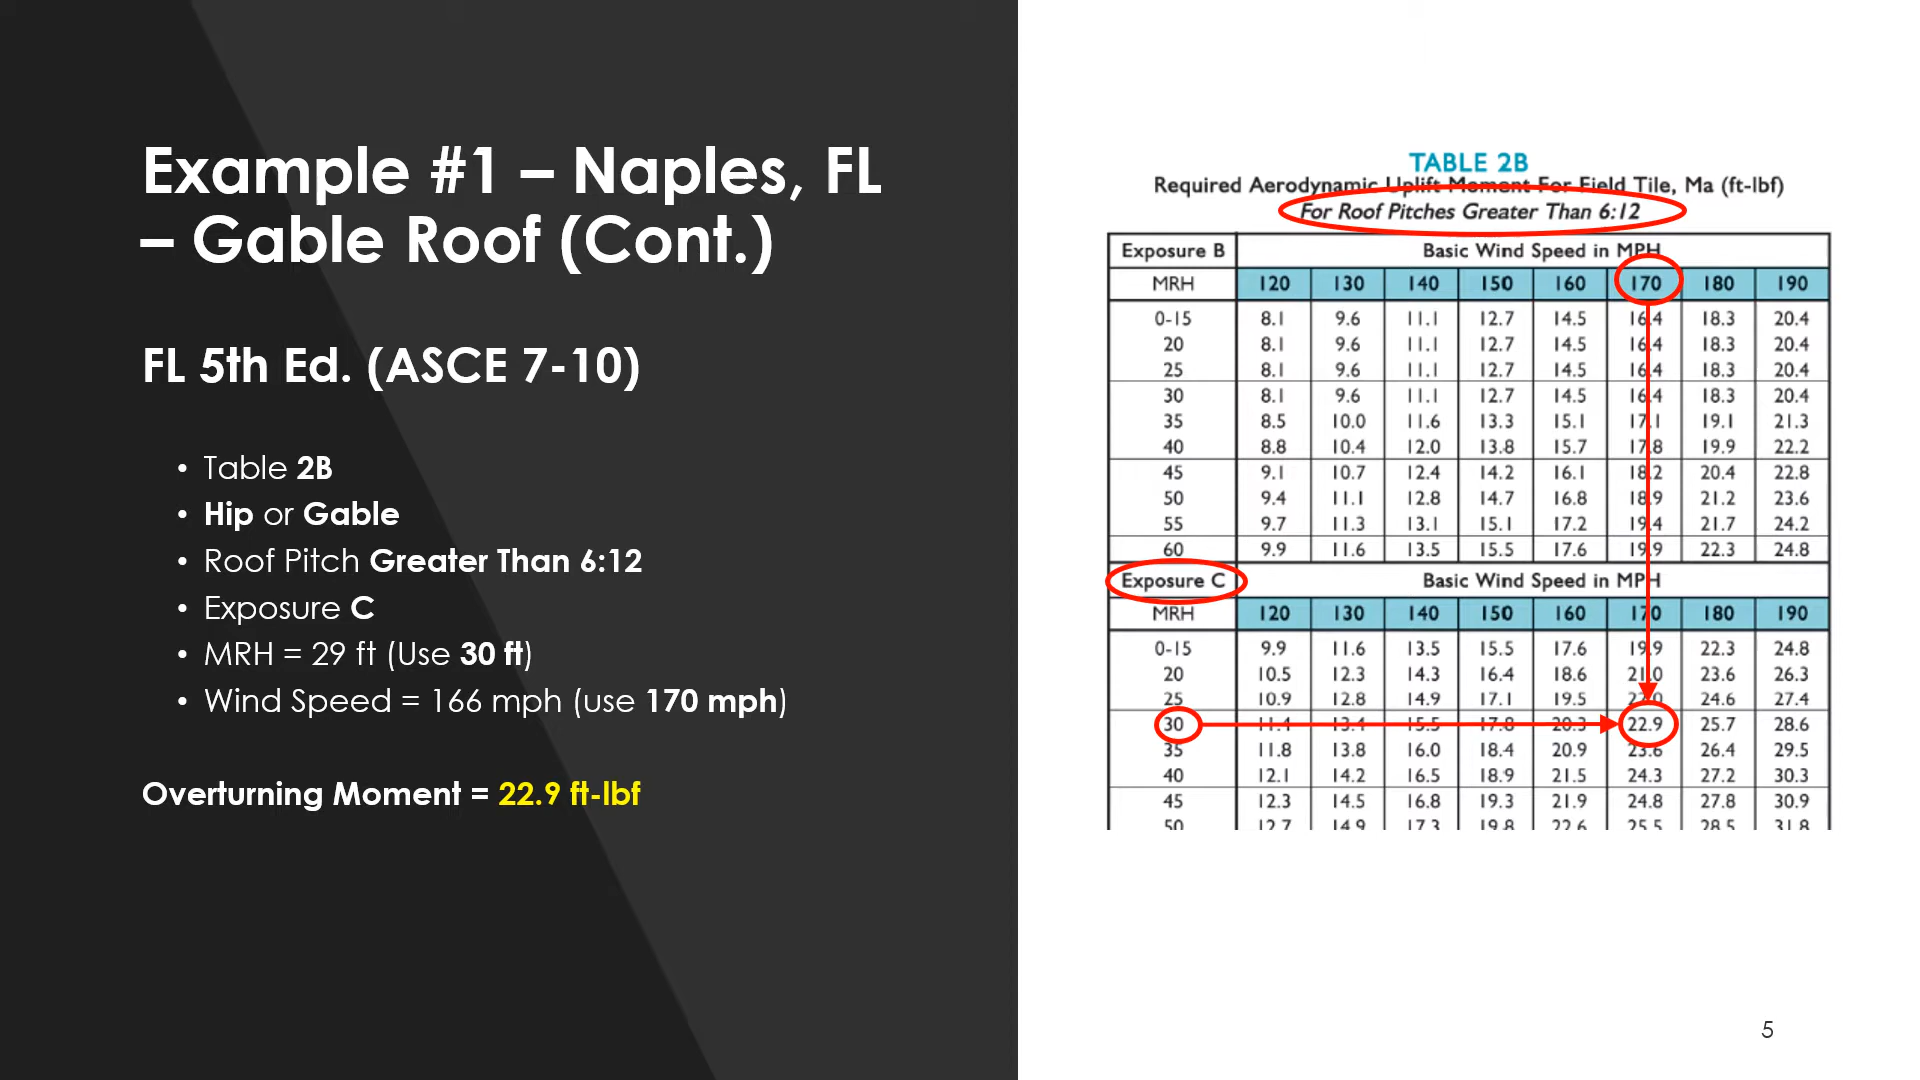 Example #1 – Naples, FL
– Gable Roof (Cont.)
FL 5th Ed. (ASCE 7-10)
• Table 2B
• Hip or Gable
• Roof Pitch Greater Than 6:12
• Exposure C
• MRH = 29 ft (Use 30 ft)
• Wind Speed = 166 mph (use 170 mph)
Overturning Moment = 22.9 ft-lbf
TABLE 2B
Required Aerodynamic Uplift Moment For Field Tile, Ma (ft-lbf)
For Roof Pitches Greater Than 6:12
Exposure B Basic Wind Speed in MPH
MRH 120 130 140 150 160 170 180 190
0-15 8.1 9.6 11.1 12.7 14.5 16.4 18.3 20.4
20 8.1 9.6 11.1 12.7 14.5 16.4 18.3 20.4
25 8.1 9.6 11.1 12.7 14.5 16.4 18.3 20.4
30 8.1 9.6 11.1 12.7 14.5 16.4 18.3 20.4
35 8.5 10.0 11.6 13.3 15.1 17.1 19.1 21.3
40 8.8 10.4 12.0 13.8 15.7 17.8 19.9 22.2
45 9.1 10.7 12.4 14.2 16.1 18.2 20.4 22.8
50 9.4 11.1 12.8 14.7 16.8 18.9 21.2 23.6
55 9.7 11.3 13.1 15.1 17.2 19.4 21.7 24.2
60 9.9 11.6 13.5 15.5 17.6 19.9 22.3 24.8
Exposure C Basic Wind Speed in MPH
MRH 120 130 140 150 160 170 180 190
0-15 9.9 11.6 13.5 15.5 17.6 19.9 22.3 24.8
20 10.5 12.3 14.3 16.4 18.6 21.0 23.6 26.3
25 10.9 12.8 14.9 17.1 19.5 22.0 24.6 27.4
30 11.4 13.4 15.5 17.8 20.3 22.9 25.7 28.6
35 11.8 13.8 16.0 18.4 20.9 23.6 26.4 29.5
40 12.1 14.2 16.5 18.9 21.5 24.3 27.2 30.3
45 12.3 14.5 16.8 19.3 21.9 24.8 27.8 30.9
50 12.7 14.9 17.3 19.8 22.6 25.5 28.5 31.8
5